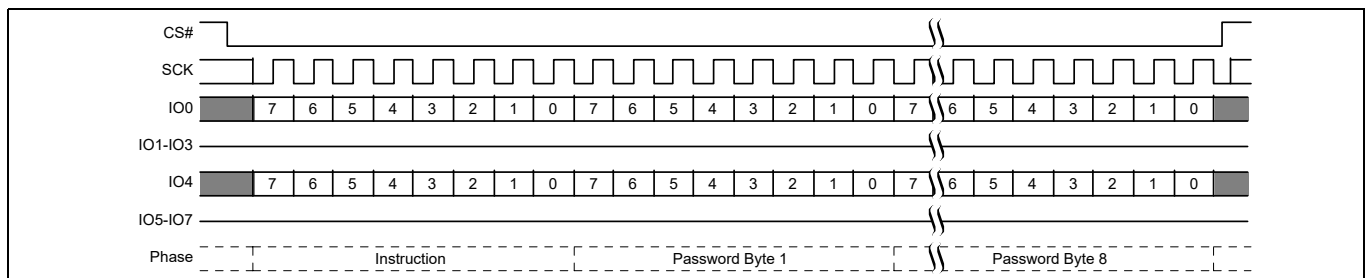 CS#
SCK
IO0 7 6 5 4 3 2 1 0 7 6 5 4 3 2 1 0 7 6 5 4 3 2 1 0
IO1-IO3
IO4 7 6 5 4 3 2 1 0 7 6 5 4 3 2 1 0 7 6 5 4 3 2 1 0
IO5-IO7
Phase Instruction Password Byte 1 Password Byte 8